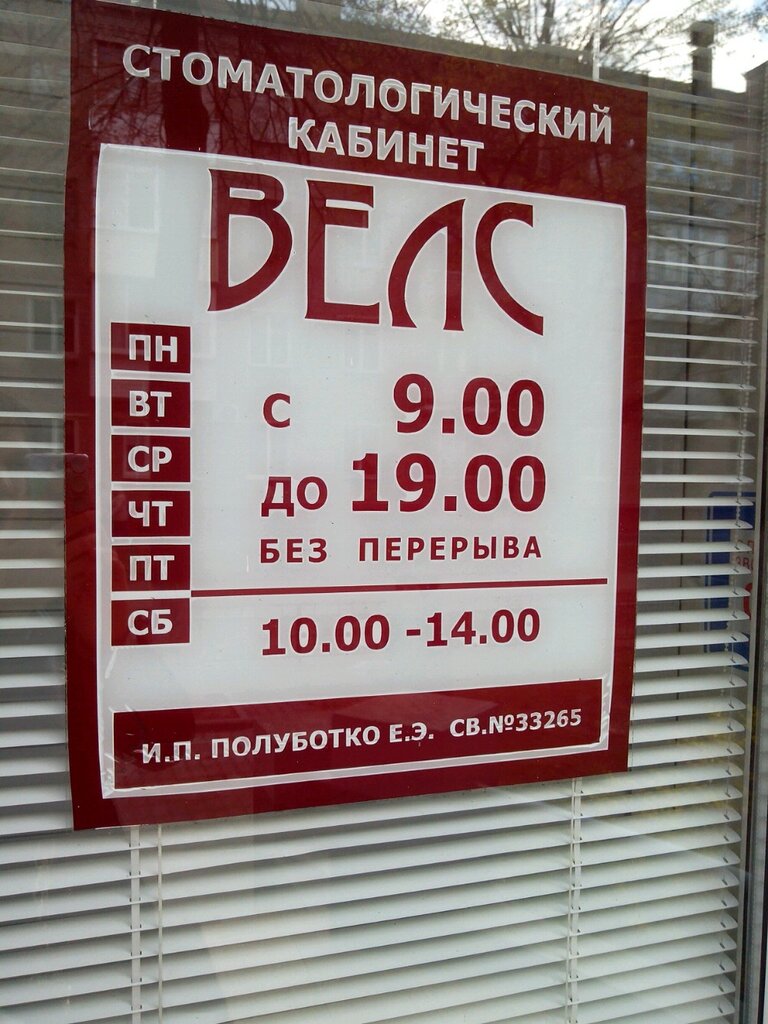 СТОМАТОЛОГИЧЕСКИЙ
КАБИНЕТ
ВЕЛС
ПН
ВТ
СР
ЧТ
ПТ
С 9.00
ДО 19.00
БЕЗ ПЕРЕРЫВА
СБ 10.00 -14.00
И.П. ПОЛУБОТКО Е.Э. СВ.№33265